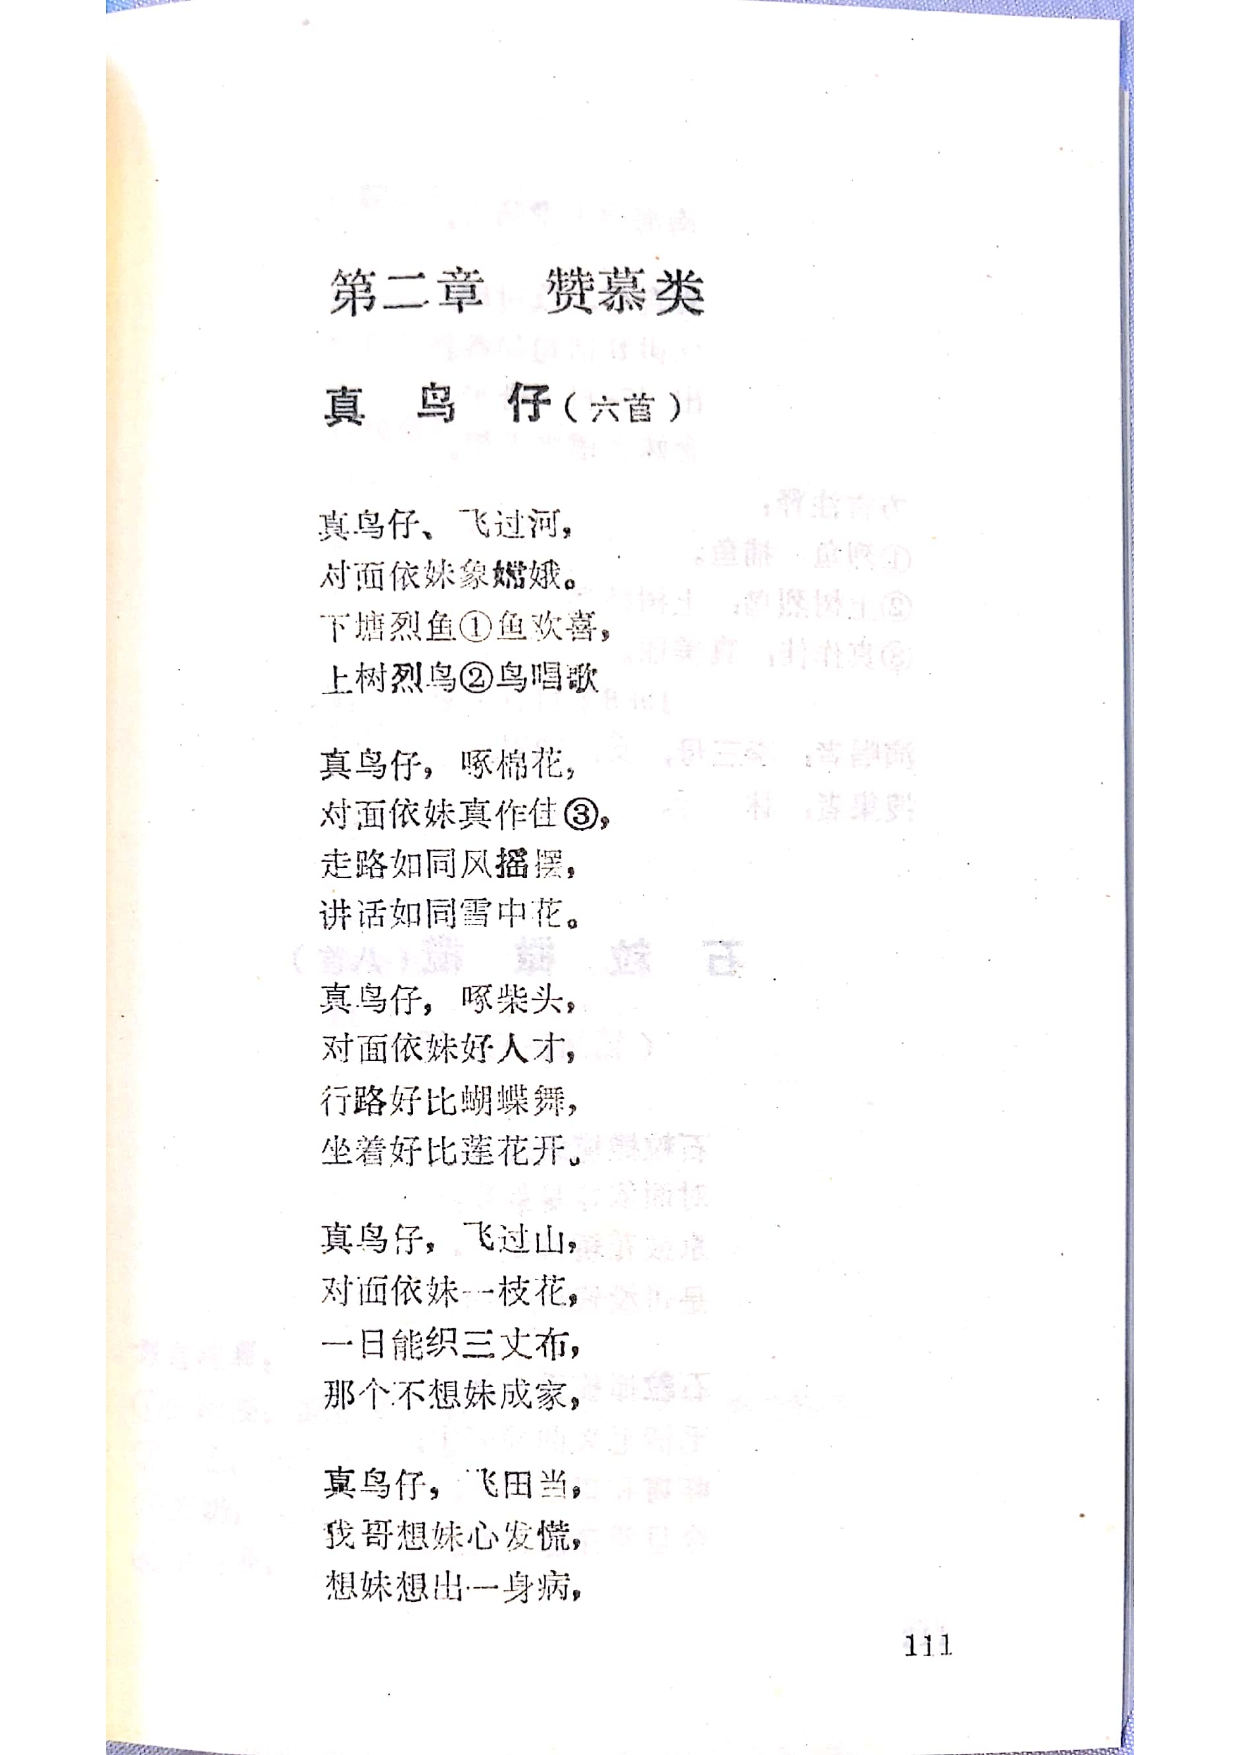 第二章　赞慕类
真　鸟　仔（六首）
真鸟仔、飞过河，
对面依妹象嫦娥。
下塘烈鱼①鱼欢喜，
上树烈鸟②鸟唱歌
真鸟仔，啄棉花，
对面依妹真作佳③，
走路如同风摇摆，
讲话如同雪中花。
真鸟仔，啄柴头，
对面依妹好人才，
行路好比蝴蝶舞，
坐着好比莲花开。
真鸟仔，飞过山，
对面依妹一枝花，
一日能织三丈布，
那个不想妹成家，
真鸟仔，飞田当，
我哥想妹心发慌，
想妹想出一身病，
111